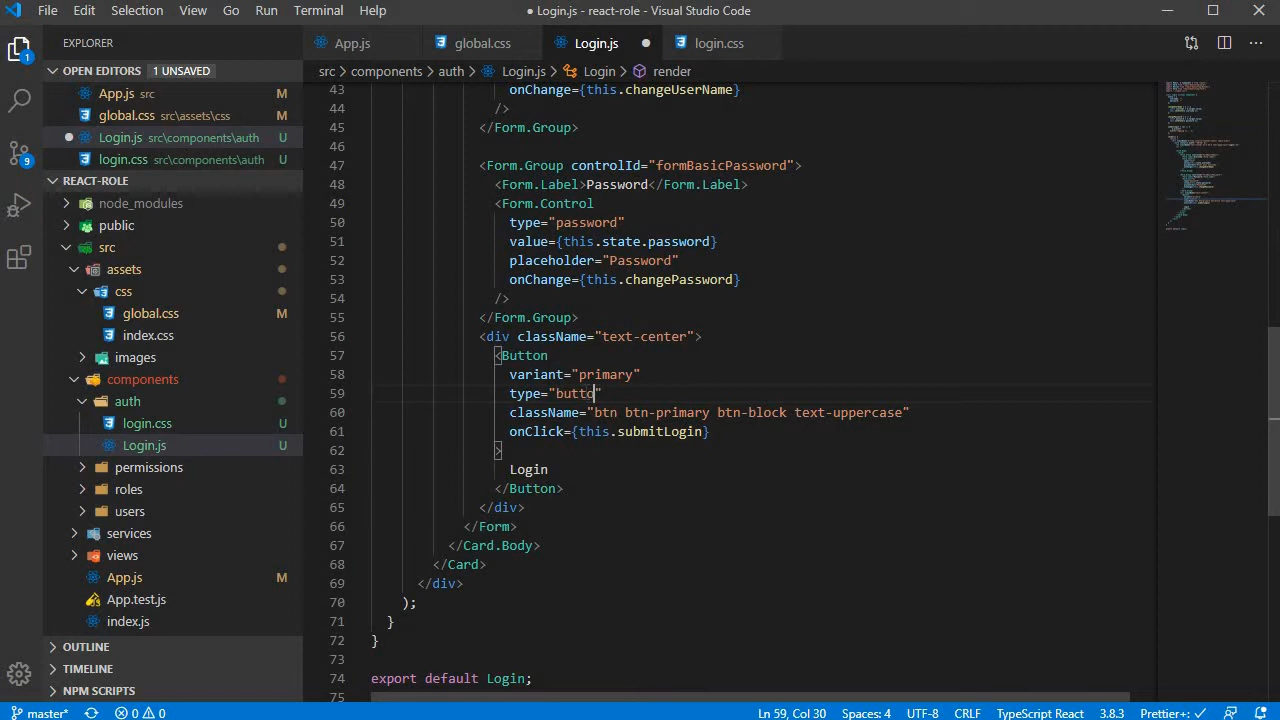 File Edit Selection View Go Run Terminal Help
● Login.js - react-role - Visual Studio Code
EXPLORER
App.js
global.css
Login.js
login.css
OPEN EDITORS 1 UNSAVED
App.js src
global.css src\assets\css M
Login.js src\components\auth U
login.css src\components\auth U
REACT-ROLE
node_modules
public
src
assets
css
global.css M
index.css
images
components
auth
login.css U
Login.js U
permissions
roles
users
services
views
App.js M
App.test.js
index.js
OUTLINE
TIMELINE
NPM SCRIPTS
1
9
src > components > auth > Login.js > Login > render
43 onChange={this.changeUserName}
44 />
45 </Form.Group>
46
47 <Form.Group controlId="formBasicPassword">
48 <Form.Label>Password</Form.Label>
49 <Form.Control
50 type="password"
51 value={this.state.password}
52 placeholder="Password"
53 onChange={this.changePassword}
54 />
55 </Form.Group>
56 <div className="text-center">
57 <Button
58 variant="primary"
59 type="butto"
60 className="btn btn-primary btn-block text-uppercase"
61 onClick={this.submitLogin}
62 >
63 Login
64 </Button>
65 </div>
66 </Form>
67 </Card.Body>
68 </Card>
69 </div>
70 );
71 }
72 }
73
74 export default Login;
75
master* 0 0 Ln 59, Col 30 Spaces: 4 UTF-8 CRLF TypeScript React 3.8.3 Prettier+: ✓